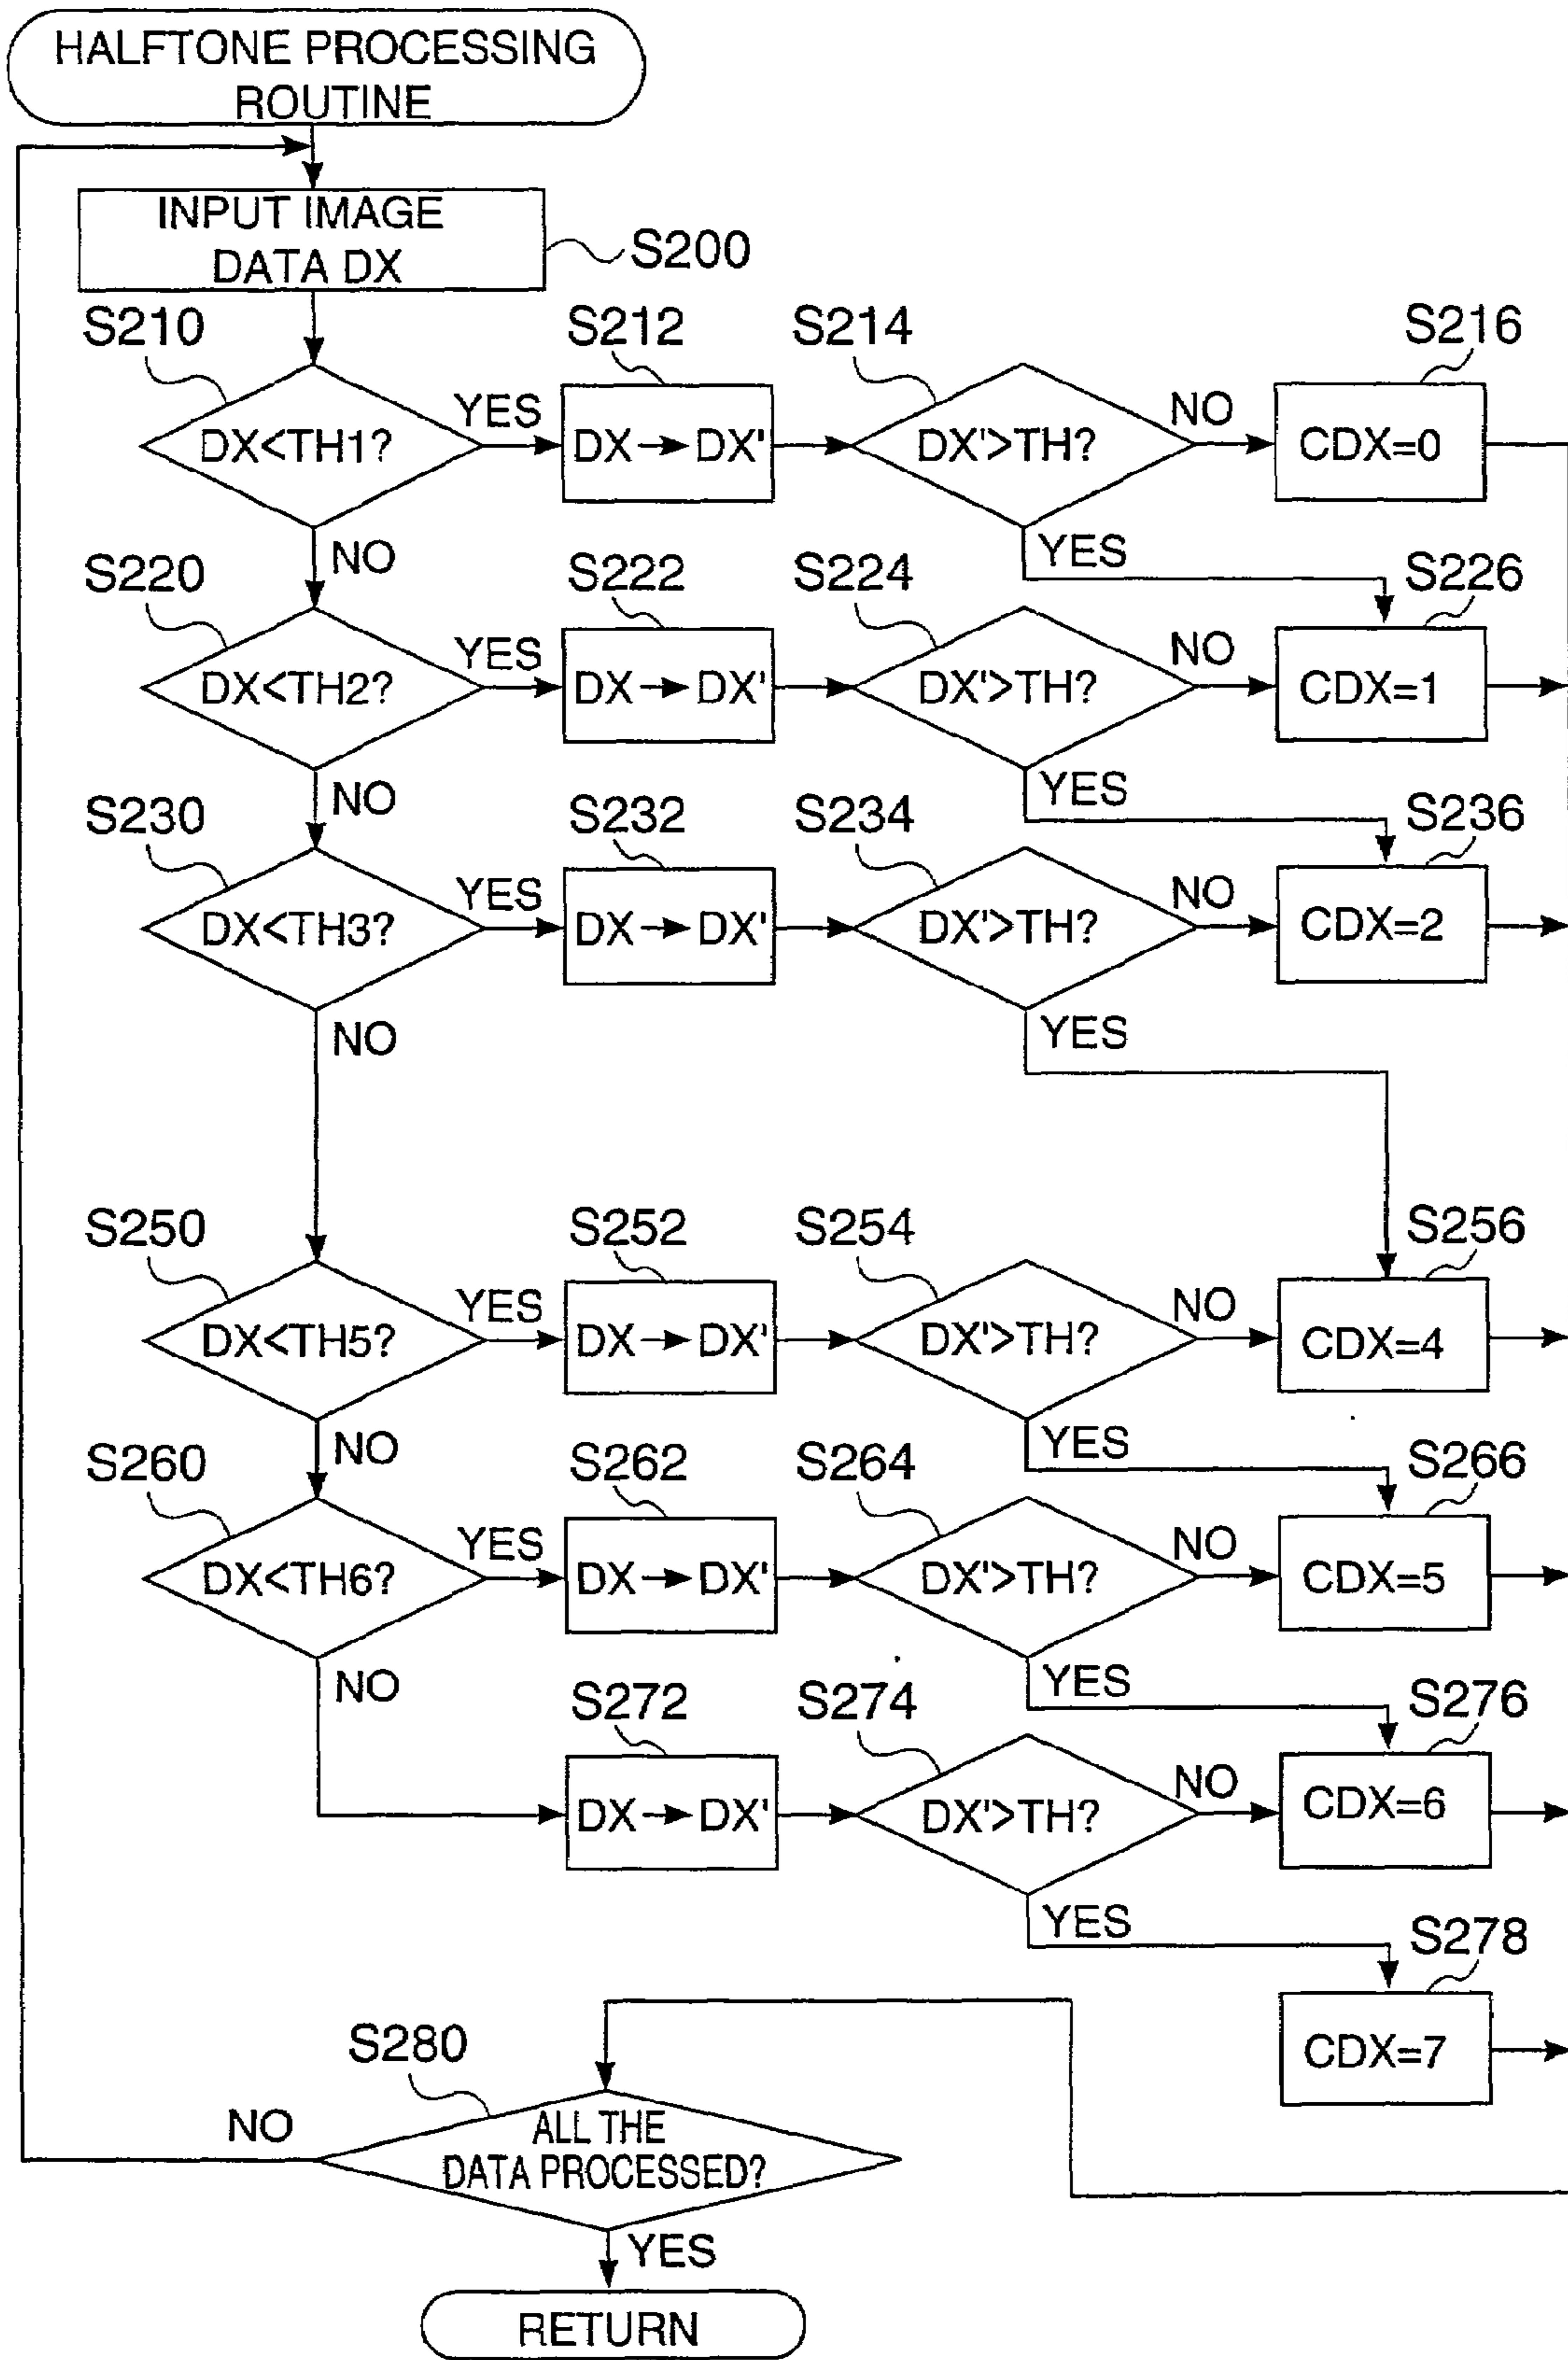 HALFTONE PROCESSING
ROUTINE
INPUT IMAGE
DATA DX
S200
S210
S212
S214
S216
DX<TH1?
YES
DX→DX'
DX'>TH?
NO
CDX=0
NO
YES
S220
S222
S224
S226
DX<TH2?
YES
DX→DX'
DX'>TH?
NO
CDX=1
NO
YES
S230
S232
S234
S236
DX<TH3?
YES
DX→DX'
DX'>TH?
NO
CDX=2
NO
YES
S250
S252
S254
S256
DX<TH5?
YES
DX→DX'
DX'>TH?
NO
CDX=4
NO
YES
S260
S262
S264
S266
DX<TH6?
YES
DX→DX'
DX'>TH?
NO
CDX=5
NO
YES
S272
S274
S276
DX→DX'
DX'>TH?
NO
CDX=6
YES
S278
CDX=7
S280
ALL THE
DATA PROCESSED?
NO
YES
RETURN